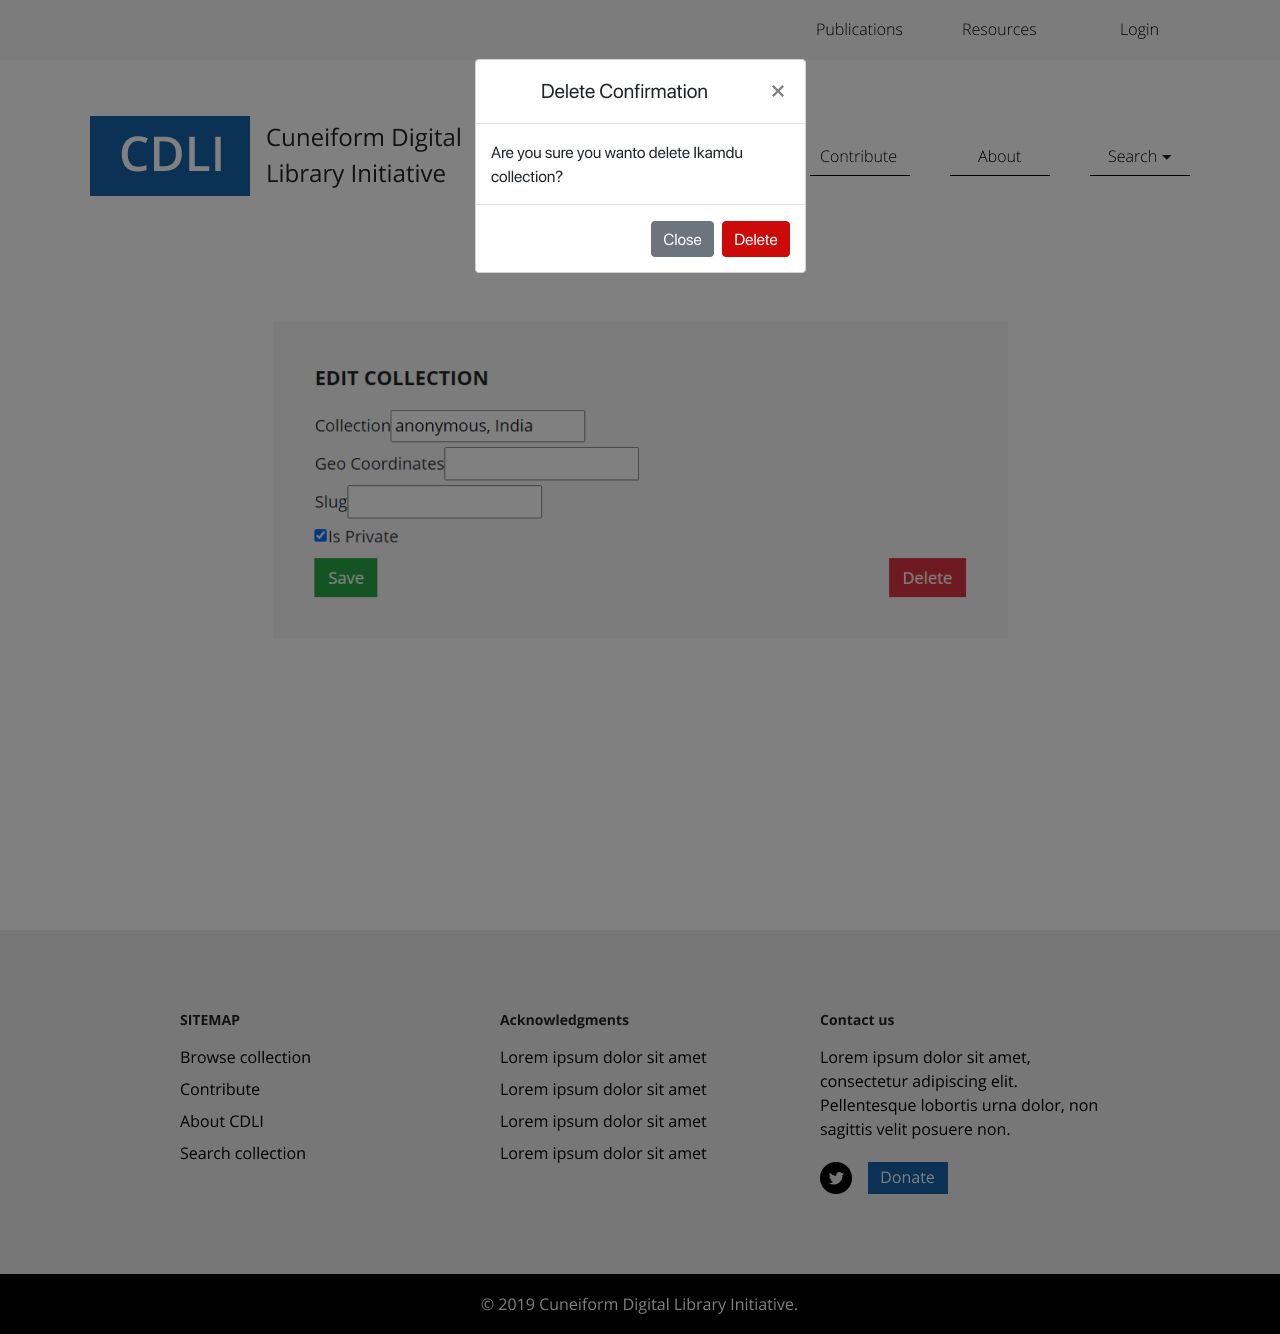 Publications Resources Login
Delete Confirmation ×
CDLI
Cuneiform Digital
Library Initiative
Are you sure you wanto delete Ikamdu
collection?
Contribute About Search
Close Delete
EDIT COLLECTION
Collection anonymous, India
Geo Coordinates
Slug
Is Private
Save Delete
SITEMAP
Browse collection
Contribute
About CDLI
Search collection
Acknowledgments
Lorem ipsum dolor sit amet
Lorem ipsum dolor sit amet
Lorem ipsum dolor sit amet
Lorem ipsum dolor sit amet
Contact us
Lorem ipsum dolor sit amet,
consectetur adipiscing elit.
Pellentesque lobortis urna dolor, non
sagittis velit posuere non.
Donate
© 2019 Cuneiform Digital Library Initiative.